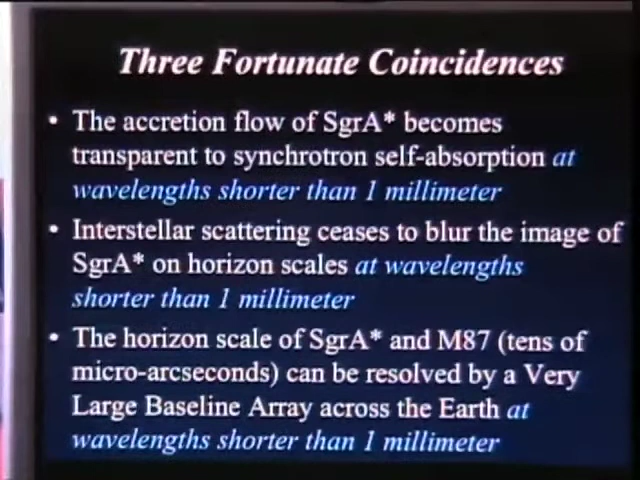 Three Fortunate Coincidences
• The accretion flow of SgrA* becomes
transparent to synchrotron self-absorption at
wavelengths shorter than 1 millimeter
• Interstellar scattering ceases to blur the image of
SgrA* on horizon scales at wavelengths
shorter than 1 millimeter
• The horizon scale of SgrA* and M87 (tens of
micro-arcseconds) can be resolved by a Very
Large Baseline Array across the Earth at
wavelengths shorter than 1 millimeter